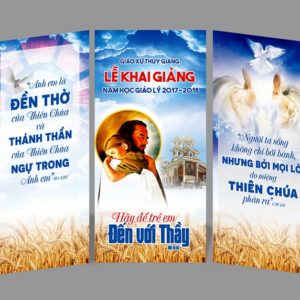 "Anh em là
ĐỀN THỜ
của Thiên Chúa
có
THÁNH THẦN
của Thiên Chúa
NGỰ TRONG
Anh em"
GIÁO XỨ THỤY GIANG
LỄ KHAI GIẢNG
NĂM HỌC GIÁO LÝ 2017-2018
Hãy để trẻ em
Đến với Thầy
"Người ta sống
không chỉ bởi bánh,
NHƯNG BỞI MỌI LỜI
do miệng
THIÊN CHÚA
phán ra"